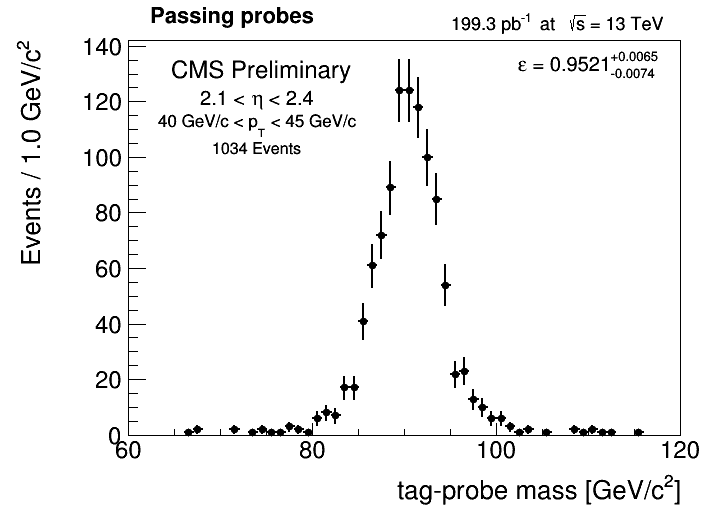 Passing probes
199.3 pb⁻¹ at √s = 13 TeV
CMS Preliminary
2.1 < η < 2.4
40 GeV/c < p_T < 45 GeV/c
1034 Events
ε = 0.9521 +0.0065 -0.0074
Events / 1.0 GeV/c²
140
120
100
80
60
40
20
0
60 80 100 120
tag-probe mass [GeV/c²]